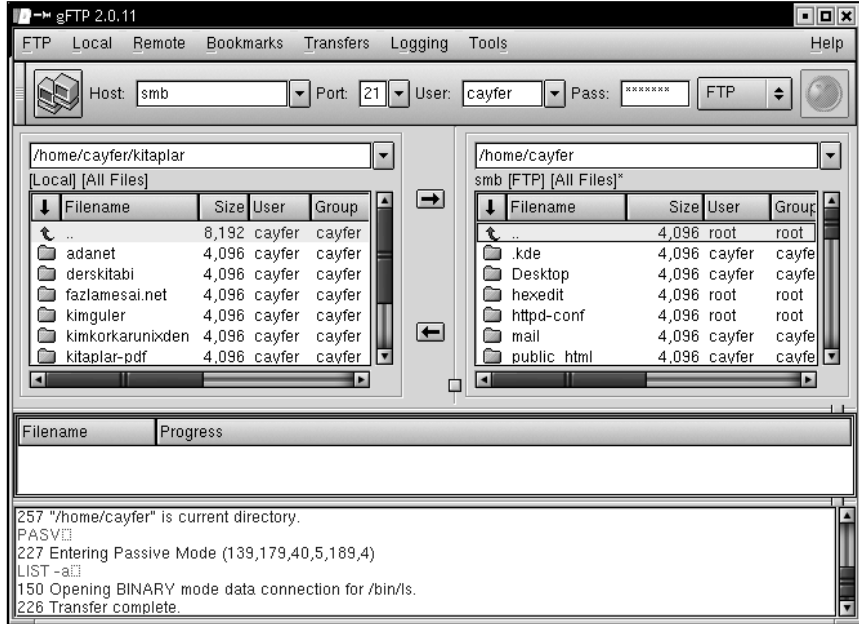 gFTP 2.0.11
FTP Local Remote Bookmarks Transfers Logging Tools Help
Host: smb Port: 21 User: cayfer Pass: ******* FTP
/home/cayfer/kitaplar
[Local] [All Files]
Filename Size User Group
.. 8,192 cayfer cayfer
adanet 4,096 cayfer cayfer
derskitabi 4,096 cayfer cayfer
fazlamesai.net 4,096 cayfer cayfer
kimguler 4,096 cayfer cayfer
kimkorkarunixden 4,096 cayfer cayfer
kitaplar-pdf 4,096 cayfer cayfer
/home/cayfer
smb [FTP] [All Files]*
Filename Size User Group
.. 4,096 root root
.kde 4,096 cayfer cayfe
Desktop 4,096 cayfer cayfe
hexedit 4,096 root root
httpd-conf 4,096 root root
mail 4,096 cayfer cayfe
public_html 4,096 cayfer cayfe
Filename Progress
257 "/home/cayfer" is current directory.
PASV
227 Entering Passive Mode (139,179,40,5,189,4)
LIST -a
150 Opening BINARY mode data connection for /bin/ls.
226 Transfer complete.